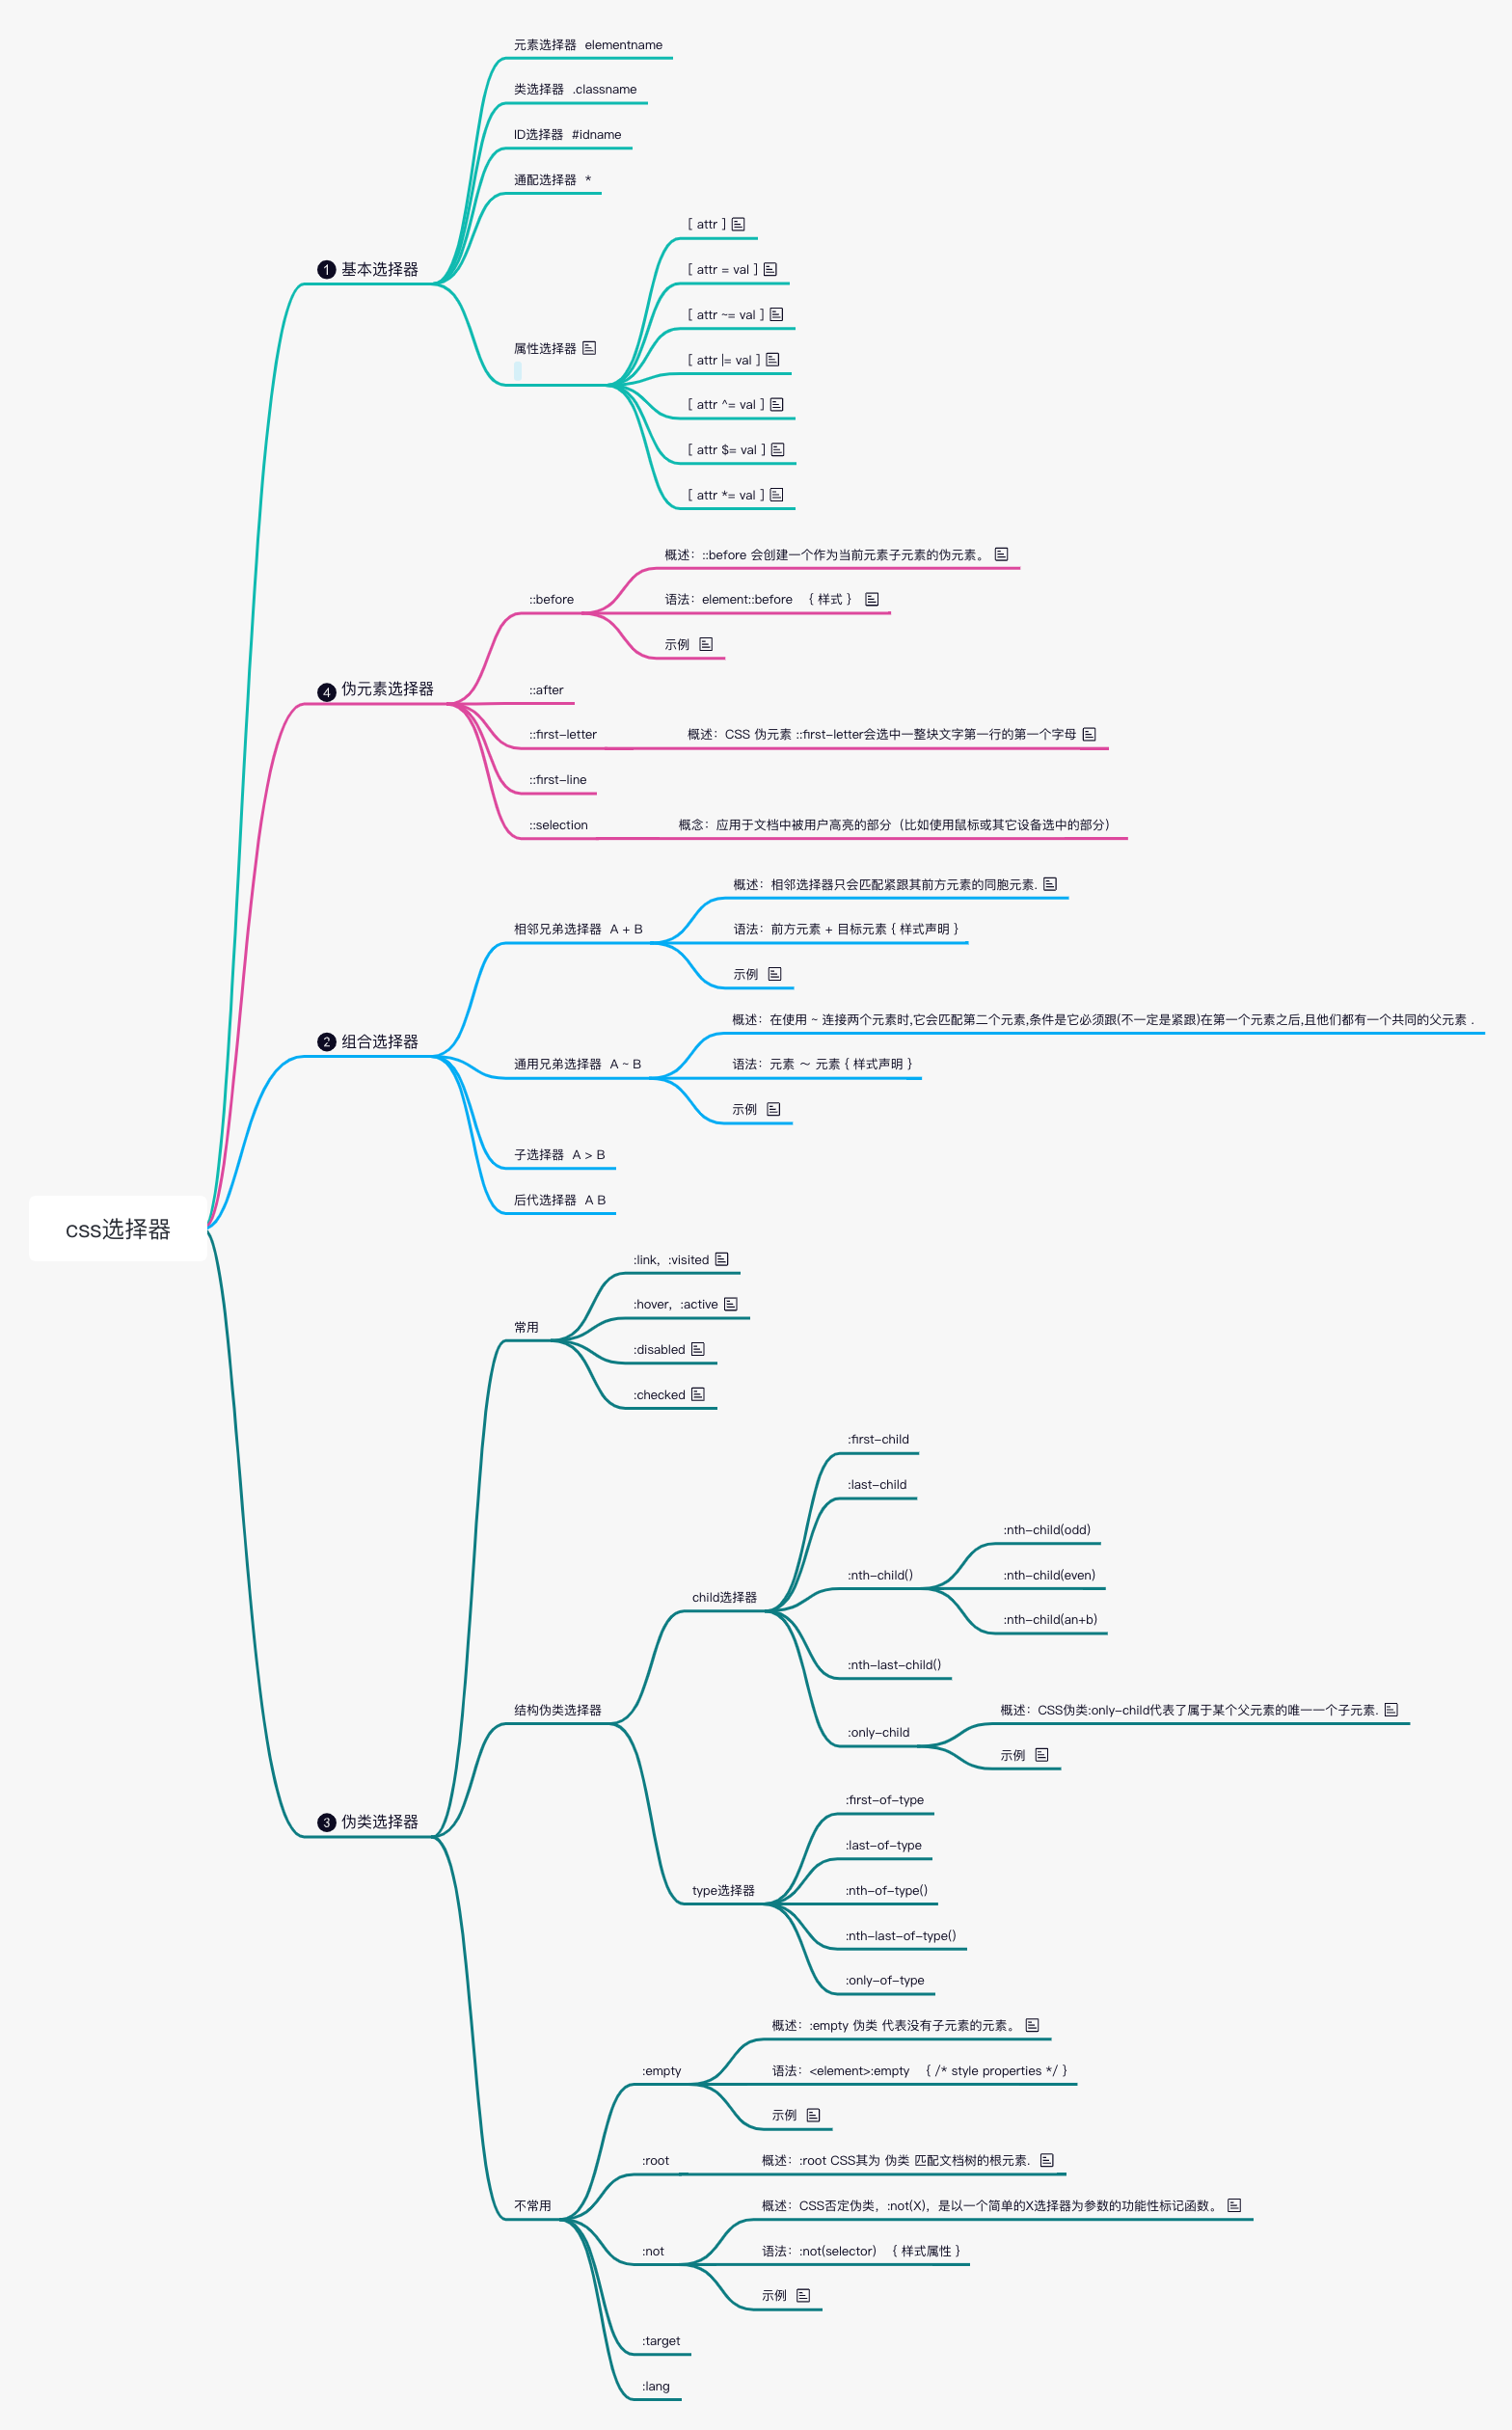 css选择器
1 基本选择器
元素选择器 elementname
类选择器 .classname
ID选择器 #idname
通配选择器 *
属性选择器
[ attr ]
[ attr = val ]
[ attr ~= val ]
[ attr |= val ]
[ attr ^= val ]
[ attr $= val ]
[ attr *= val ]
4 伪元素选择器
::before
概述：::before 会创建一个作为当前元素子元素的伪元素。
语法：element::before { 样式 }
示例
::after
::first-letter
概述：CSS 伪元素 ::first-letter会选中一整块文字第一行的第一个字母
::first-line
::selection
概念：应用于文档中被用户高亮的部分（比如使用鼠标或其它设备选中的部分）
2 组合选择器
相邻兄弟选择器 A + B
概述：相邻选择器只会匹配紧跟其前方元素的同胞元素.
语法：前方元素 + 目标元素 { 样式声明 }
示例
通用兄弟选择器 A ~ B
概述：在使用 ~ 连接两个元素时,它会匹配第二个元素,条件是它必须跟(不一定是紧跟)在第一个元素之后,且他们都有一个共同的父元素 .
语法：元素 ～ 元素 { 样式声明 }
示例
子选择器 A > B
后代选择器 A B
3 伪类选择器
常用
:link，:visited
:hover，:active
:disabled
:checked
结构伪类选择器
child选择器
:first-child
:last-child
:nth-child()
:nth-child(odd)
:nth-child(even)
:nth-child(an+b)
:nth-last-child()
:only-child
概述：CSS伪类:only-child代表了属于某个父元素的唯一一个子元素.
示例
type选择器
:first-of-type
:last-of-type
:nth-of-type()
:nth-last-of-type()
:only-of-type
不常用
:empty
概述：:empty 伪类 代表没有子元素的元素。
语法：<element>:empty { /* style properties */ }
示例
:root
概述：:root CSS其为 伪类 匹配文档树的根元素.
:not
概述：CSS否定伪类，:not(X)，是以一个简单的X选择器为参数的功能性标记函数。
语法：:not(selector) { 样式属性 }
示例
:target
:lang